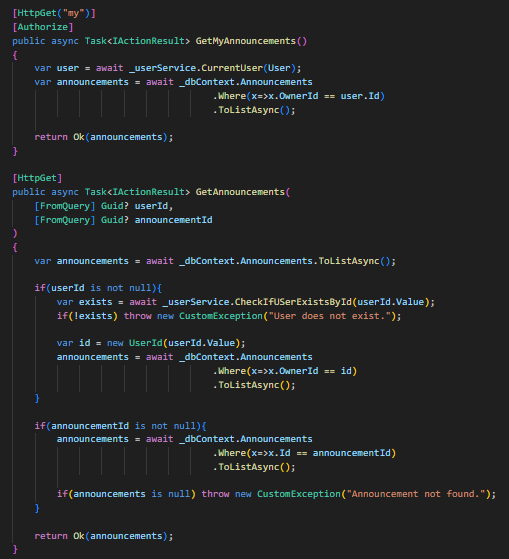 [HttpGet("my")]
[Authorize]
public async Task<IActionResult> GetMyAnnouncements()
{
    var user = await _userService.CurrentUser(User);
    var announcements = await _dbContext.Announcements
                                .Where(x=>x.OwnerId == user.Id)
                                .ToListAsync();

    return Ok(announcements);
}

[HttpGet]
public async Task<IActionResult> GetAnnouncements(
    [FromQuery] Guid? userId,
    [FromQuery] Guid? announcementId
)
{
    var announcements = await _dbContext.Announcements.ToListAsync();

    if(userId is not null){
        var exists = await _userService.CheckIfUSerExistsById(userId.Value);
        if(!exists) throw new CustomException("User does not exist.");

        var id = new UserId(userId.Value);
        announcements = await _dbContext.Announcements
                                .Where(x=>x.OwnerId == id)
                                .ToListAsync();
    }

    if(announcementId is not null){
        announcements = await _dbContext.Announcements
                                .Where(x=>x.Id == announcementId)
                                .ToListAsync();

        if(announcements is null) throw new CustomException("Announcement not found.");
    }

    return Ok(announcements);
}